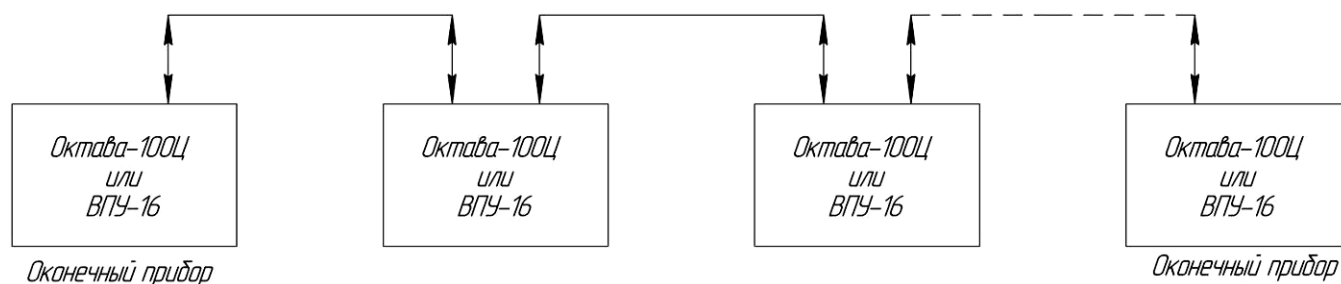 Октава-100Ц
или
ВПУ-16
Октава-100Ц
или
ВПУ-16
Октава-100Ц
или
ВПУ-16
Октава-100Ц
или
ВПУ-16
Оконечный прибор
Оконечный прибор